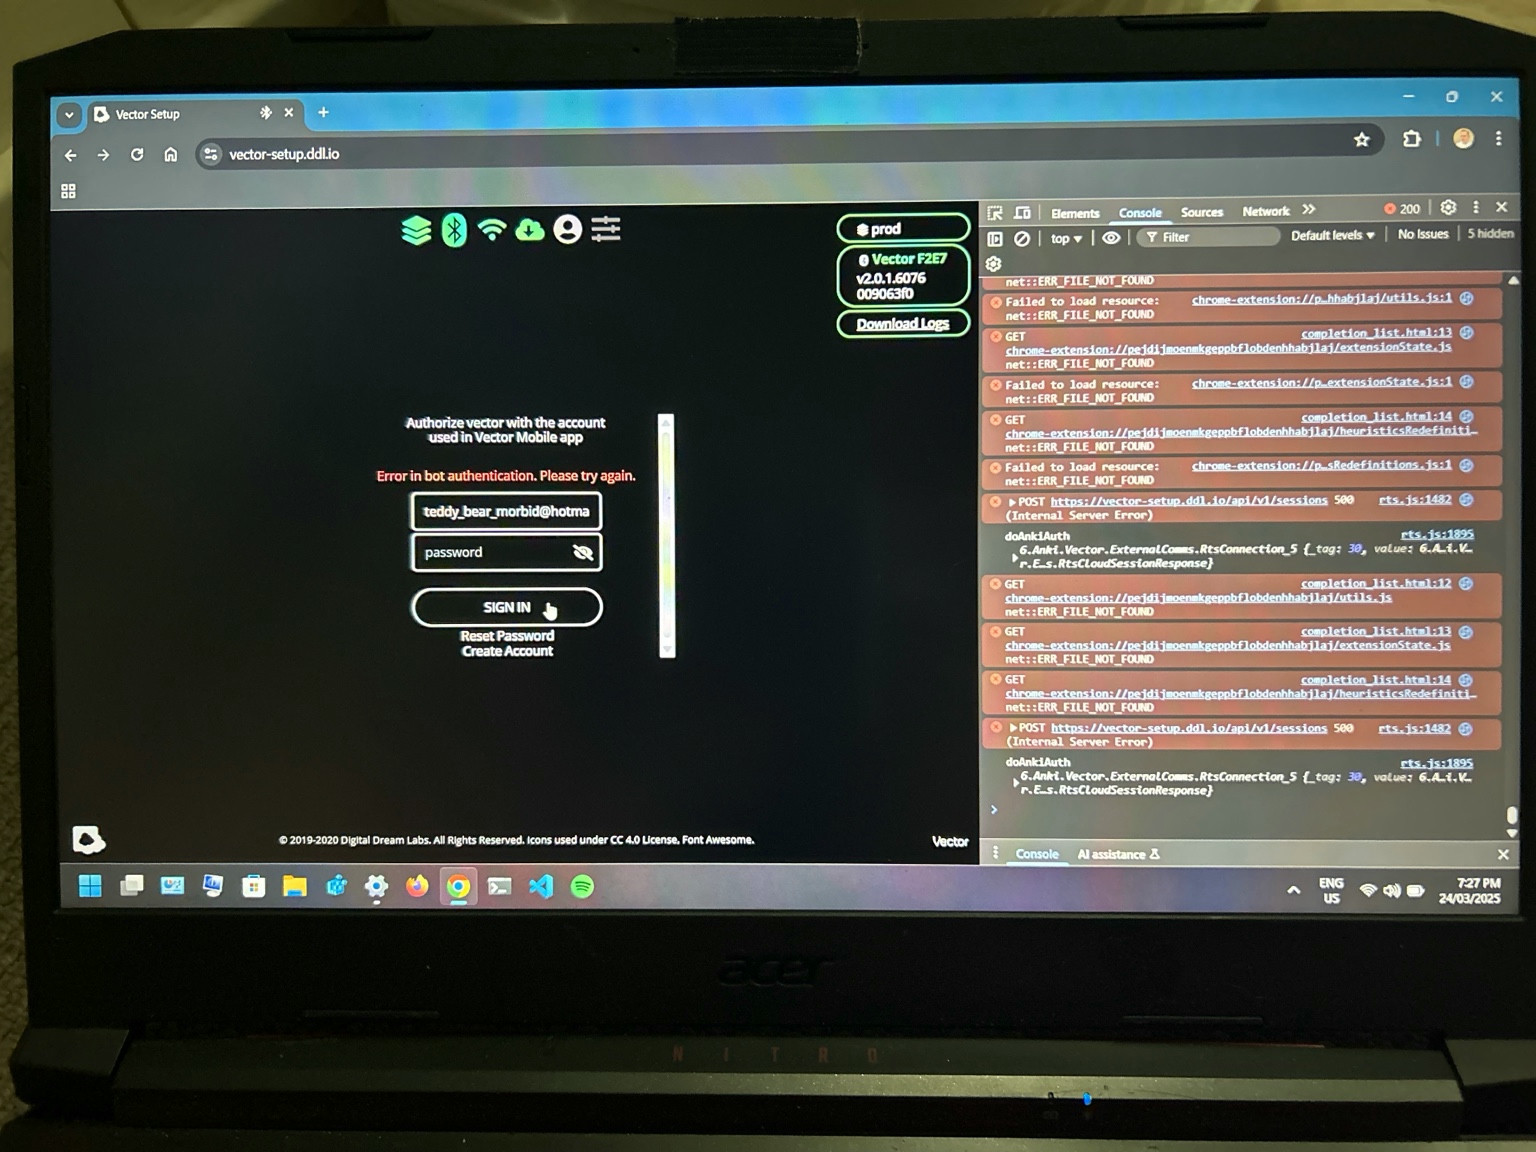 Vector Setup
vector-setup.ddl.io
prod
Vector F2E7
v2.0.1.6076
009063f0
Download Logs
Authorize vector with the account
used in Vector Mobile app
Error in bot authentication. Please try again.
teddy_bear_morbid@hotma
password
SIGN IN
Reset Password
Create Account
© 2019-2020 Digital Dream Labs. All Rights Reserved. Icons used under CC 4.0 License. Font Awesome.
Vector
Elements Console Sources Network 200
top Filter Default levels No Issues 5 hidden
net::ERR_FILE_NOT_FOUND
Failed to load resource: chrome-extension://p…hhabjlaj/utils.js:1
net::ERR_FILE_NOT_FOUND
GET completion_list.html:13
chrome-extension://pejdijmoenmkgeppbflobdenhhabjlaj/extensionState.js
net::ERR_FILE_NOT_FOUND
Failed to load resource: chrome-extension://p…extensionState.js:1
net::ERR_FILE_NOT_FOUND
GET completion_list.html:14
chrome-extension://pejdijmoenmkgeppbflobdenhhabjlaj/heuristicsRedefiniti…
net::ERR_FILE_NOT_FOUND
Failed to load resource: chrome-extension://p…sRedefinitions.js:1
net::ERR_FILE_NOT_FOUND
POST https://vector-setup.ddl.io/api/v1/sessions 500 rts.js:1482
(Internal Server Error)
doAnkiAuth rts.js:1895
6.Anki.Vector.ExternalComms.RtsConnection_5 {_tag: 30, value: 6.A…i.V…
r.E…s.RtsCloudSessionResponse}
GET completion_list.html:12
chrome-extension://pejdijmoenmkgeppbflobdenhhabjlaj/utils.js
net::ERR_FILE_NOT_FOUND
GET completion_list.html:13
chrome-extension://pejdijmoenmkgeppbflobdenhhabjlaj/extensionState.js
net::ERR_FILE_NOT_FOUND
GET completion_list.html:14
chrome-extension://pejdijmoenmkgeppbflobdenhhabjlaj/heuristicsRedefiniti…
net::ERR_FILE_NOT_FOUND
POST https://vector-setup.ddl.io/api/v1/sessions 500 rts.js:1482
(Internal Server Error)
doAnkiAuth rts.js:1895
6.Anki.Vector.ExternalComms.RtsConnection_5 {_tag: 30, value: 6.A…i.V…
r.E…s.RtsCloudSessionResponse}
Console AI assistance
ENG
US
7:27 PM
24/03/2025
acer
NITRO